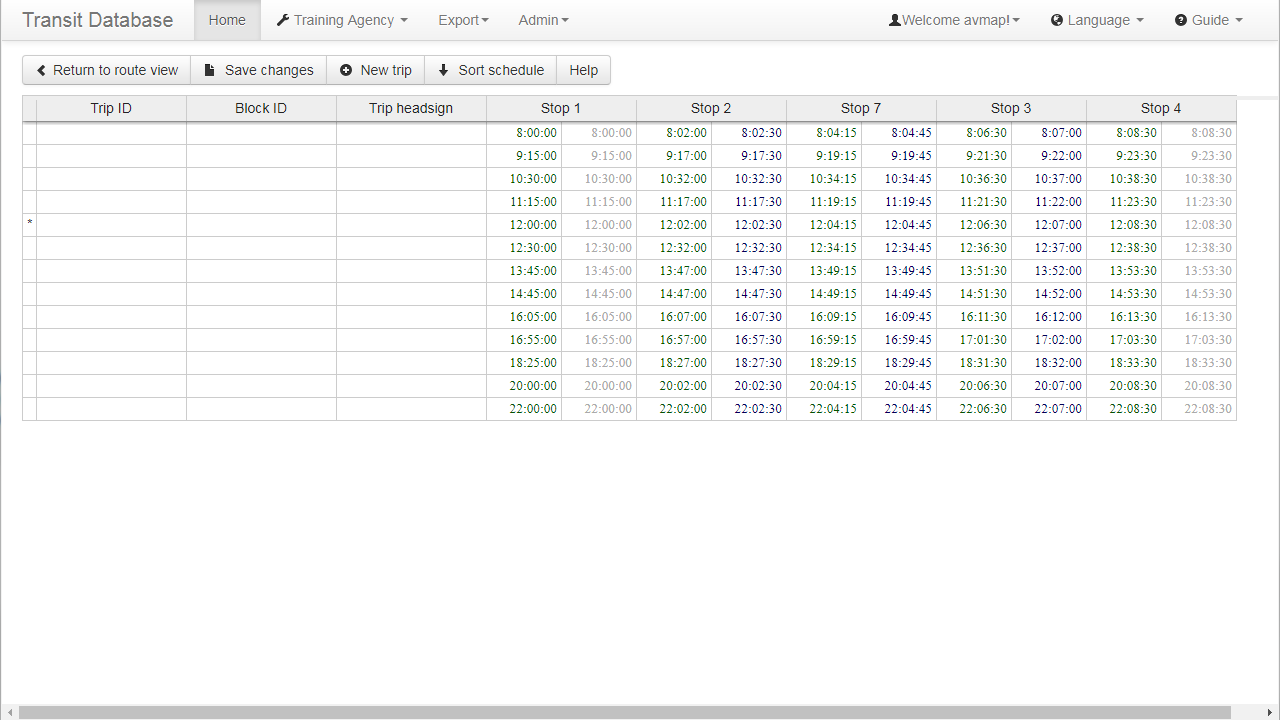 Transit Database Home Training Agency Export Admin Welcome avmap! Language Guide
Return to route view Save changes New trip Sort schedule Help
Trip ID Block ID Trip headsign Stop 1 Stop 2 Stop 7 Stop 3 Stop 4
8:00:00 8:00:00 8:02:00 8:02:30 8:04:15 8:04:45 8:06:30 8:07:00 8:08:30 8:08:30
9:15:00 9:15:00 9:17:00 9:17:30 9:19:15 9:19:45 9:21:30 9:22:00 9:23:30 9:23:30
10:30:00 10:30:00 10:32:00 10:32:30 10:34:15 10:34:45 10:36:30 10:37:00 10:38:30 10:38:30
11:15:00 11:15:00 11:17:00 11:17:30 11:19:15 11:19:45 11:21:30 11:22:00 11:23:30 11:23:30
* 12:00:00 12:00:00 12:02:00 12:02:30 12:04:15 12:04:45 12:06:30 12:07:00 12:08:30 12:08:30
12:30:00 12:30:00 12:32:00 12:32:30 12:34:15 12:34:45 12:36:30 12:37:00 12:38:30 12:38:30
13:45:00 13:45:00 13:47:00 13:47:30 13:49:15 13:49:45 13:51:30 13:52:00 13:53:30 13:53:30
14:45:00 14:45:00 14:47:00 14:47:30 14:49:15 14:49:45 14:51:30 14:52:00 14:53:30 14:53:30
16:05:00 16:05:00 16:07:00 16:07:30 16:09:15 16:09:45 16:11:30 16:12:00 16:13:30 16:13:30
16:55:00 16:55:00 16:57:00 16:57:30 16:59:15 16:59:45 17:01:30 17:02:00 17:03:30 17:03:30
18:25:00 18:25:00 18:27:00 18:27:30 18:29:15 18:29:45 18:31:30 18:32:00 18:33:30 18:33:30
20:00:00 20:00:00 20:02:00 20:02:30 20:04:15 20:04:45 20:06:30 20:07:00 20:08:30 20:08:30
22:00:00 22:00:00 22:02:00 22:02:30 22:04:15 22:04:45 22:06:30 22:07:00 22:08:30 22:08:30